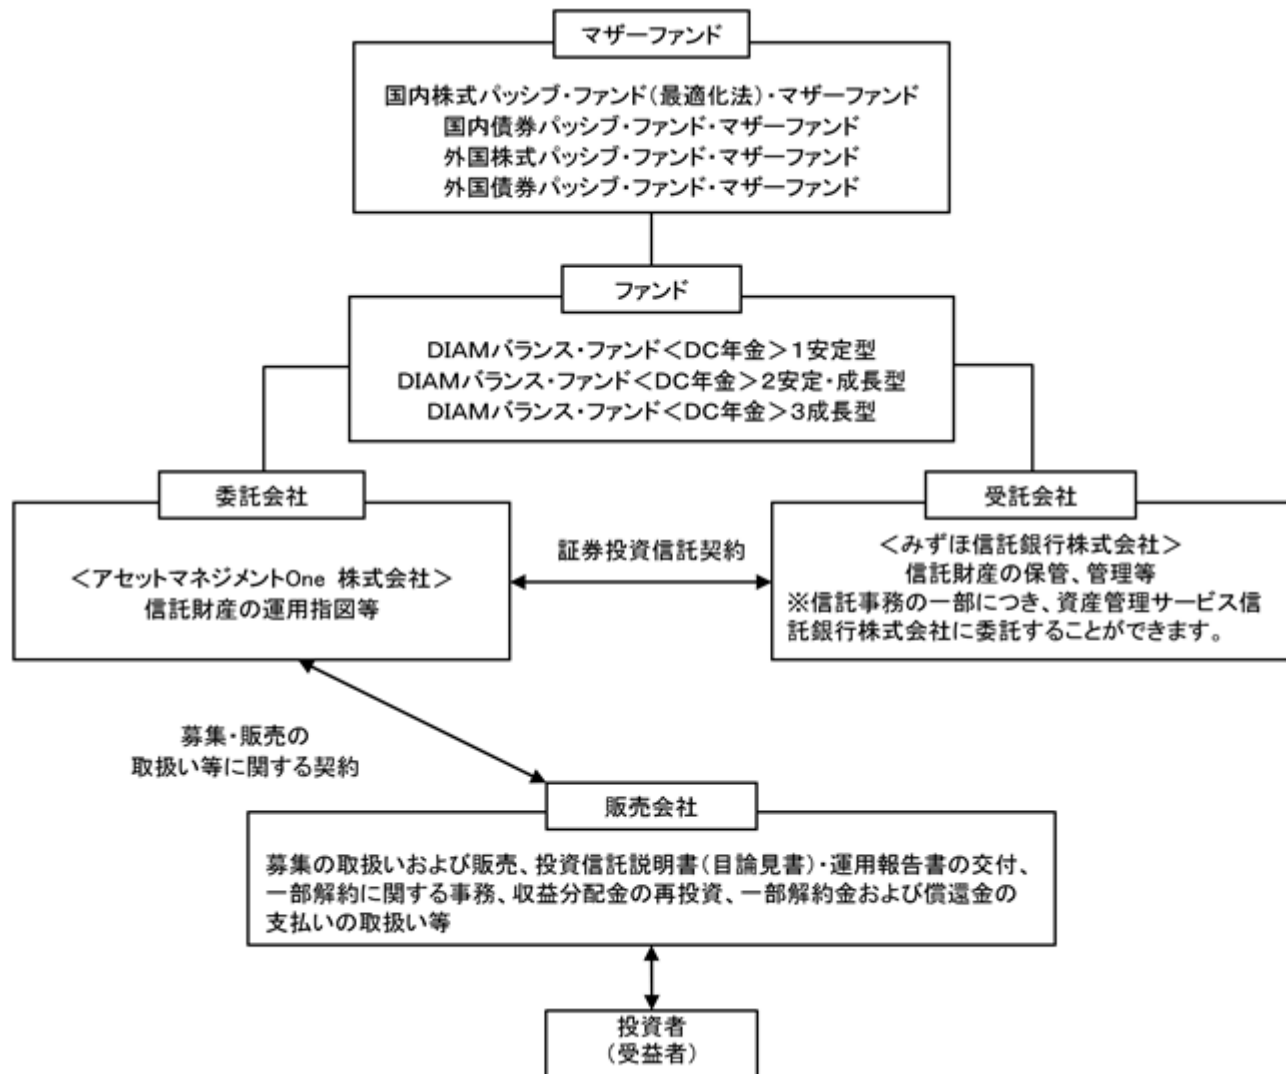 マザーファンド
国内株式パッシブ・ファンド(最適化法)・マザーファンド
国内債券パッシブ・ファンド・マザーファンド
外国株式パッシブ・ファンド・マザーファンド
外国債券パッシブ・ファンド・マザーファンド
ファンド
DIAMバランス・ファンド<DC年金>1安定型
DIAMバランス・ファンド<DC年金>2安定・成長型
DIAMバランス・ファンド<DC年金>3成長型
委託会社
<アセットマネジメントOne 株式会社>
信託財産の運用指図等
証券投資信託契約
受託会社
<みずほ信託銀行株式会社>
信託財産の保管、管理等
※信託事務の一部につき、資産管理サービス信
託銀行株式会社に委託することができます。
募集・販売の
取扱い等に関する契約
販売会社
募集の取扱いおよび販売、投資信託説明書(目論見書)・運用報告書の交付、
一部解約に関する事務、収益分配金の再投資、一部解約金および償還金の
支払いの取扱い等
投資者
(受益者)